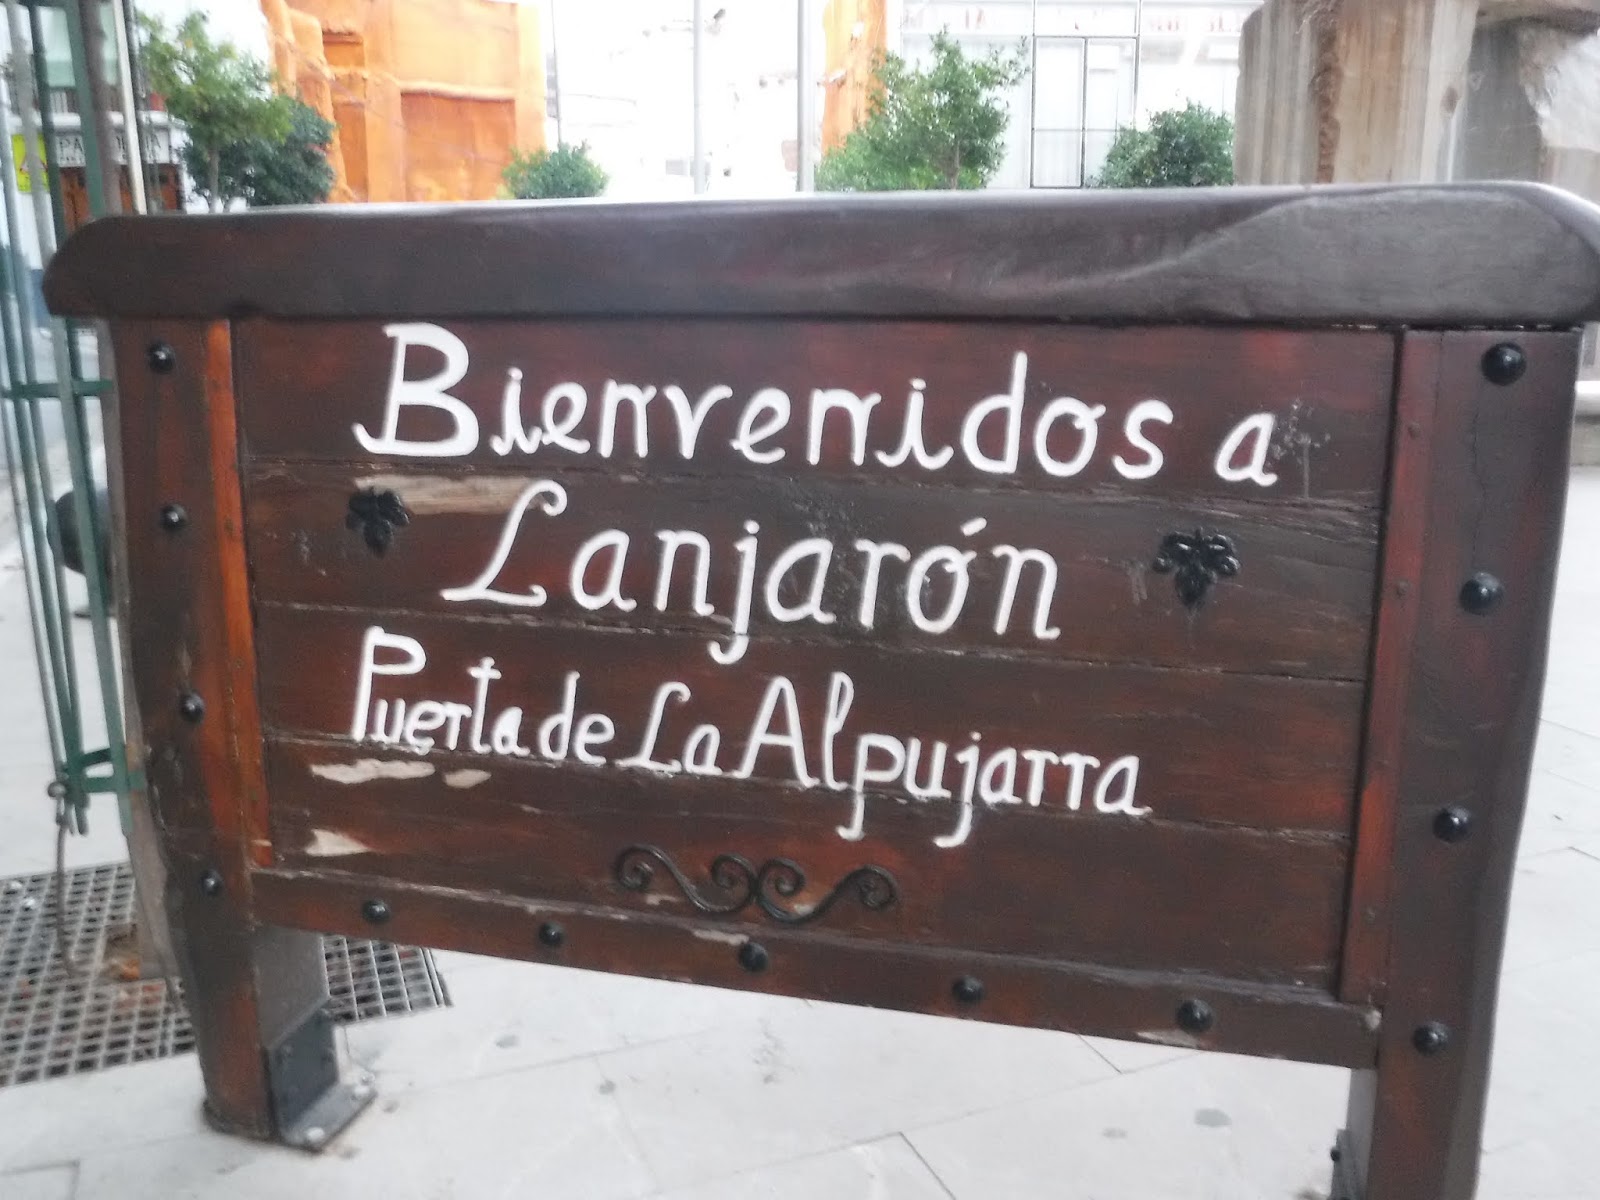 Bienvenidos a
Lanjarón
Puerta de La Alpujarra